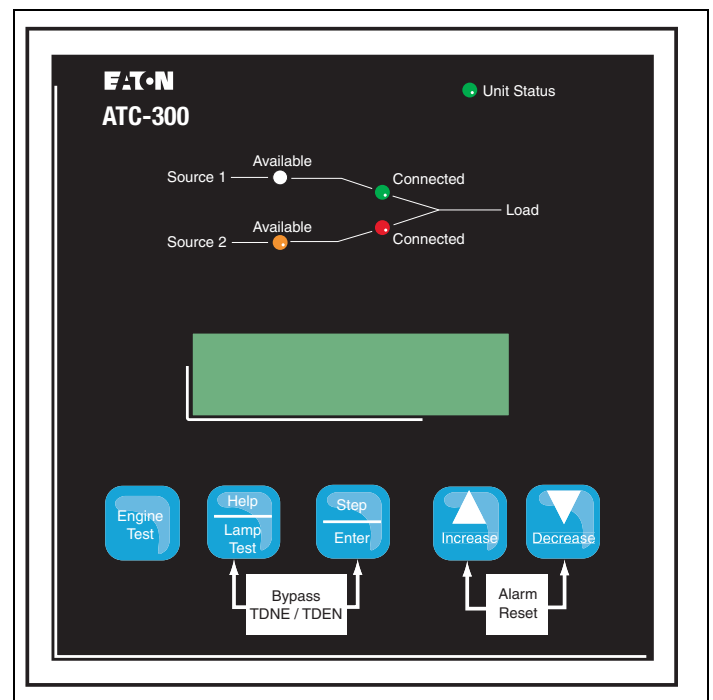 EATON
ATC-300
Unit Status
Available
Source 1
Connected
Load
Available
Source 2
Connected
Engine
Test
Help
Lamp
Test
Step
Enter
Increase
Decrease
Bypass
TDNE / TDEN
Alarm
Reset